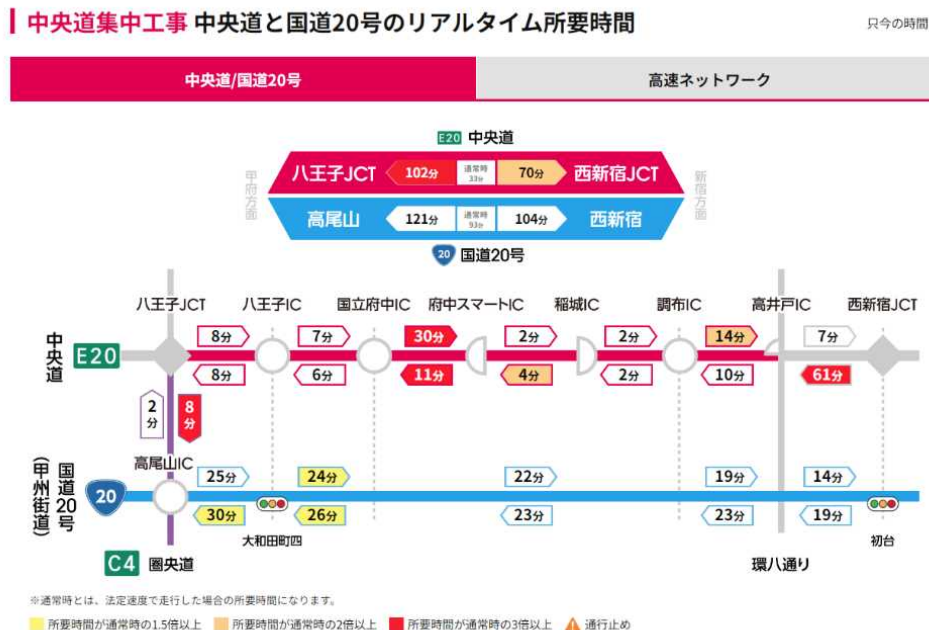 中央道集中工事 中央道と国道20号のリアルタイム所要時間
只今の時間
中央道/国道20号
高速ネットワーク
E20 中央道
甲府方面
八王子JCT 102分 通常時 33分 70分 西新宿JCT
高尾山 121分 通常時 93分 104分 西新宿
新宿方面
20 国道20号
八王子JCT 八王子IC 国立府中IC 府中スマートIC 稲城IC 調布IC 高井戸IC 西新宿JCT
中央道 E20
8分 7分 30分 2分 2分 14分 7分
8分 6分 11分 4分 2分 10分 61分
2分 8分
高尾山IC
国道20号
(甲州街道)
20
25分 24分 22分 19分 14分
30分 26分 23分 23分 19分
大和田町四
初台
C4 圏央道
環八通り
※通常時とは、法定速度で走行した場合の所要時間になります。
所要時間が通常時の1.5倍以上 所要時間が通常時の2倍以上 所要時間が通常時の3倍以上 通行止め